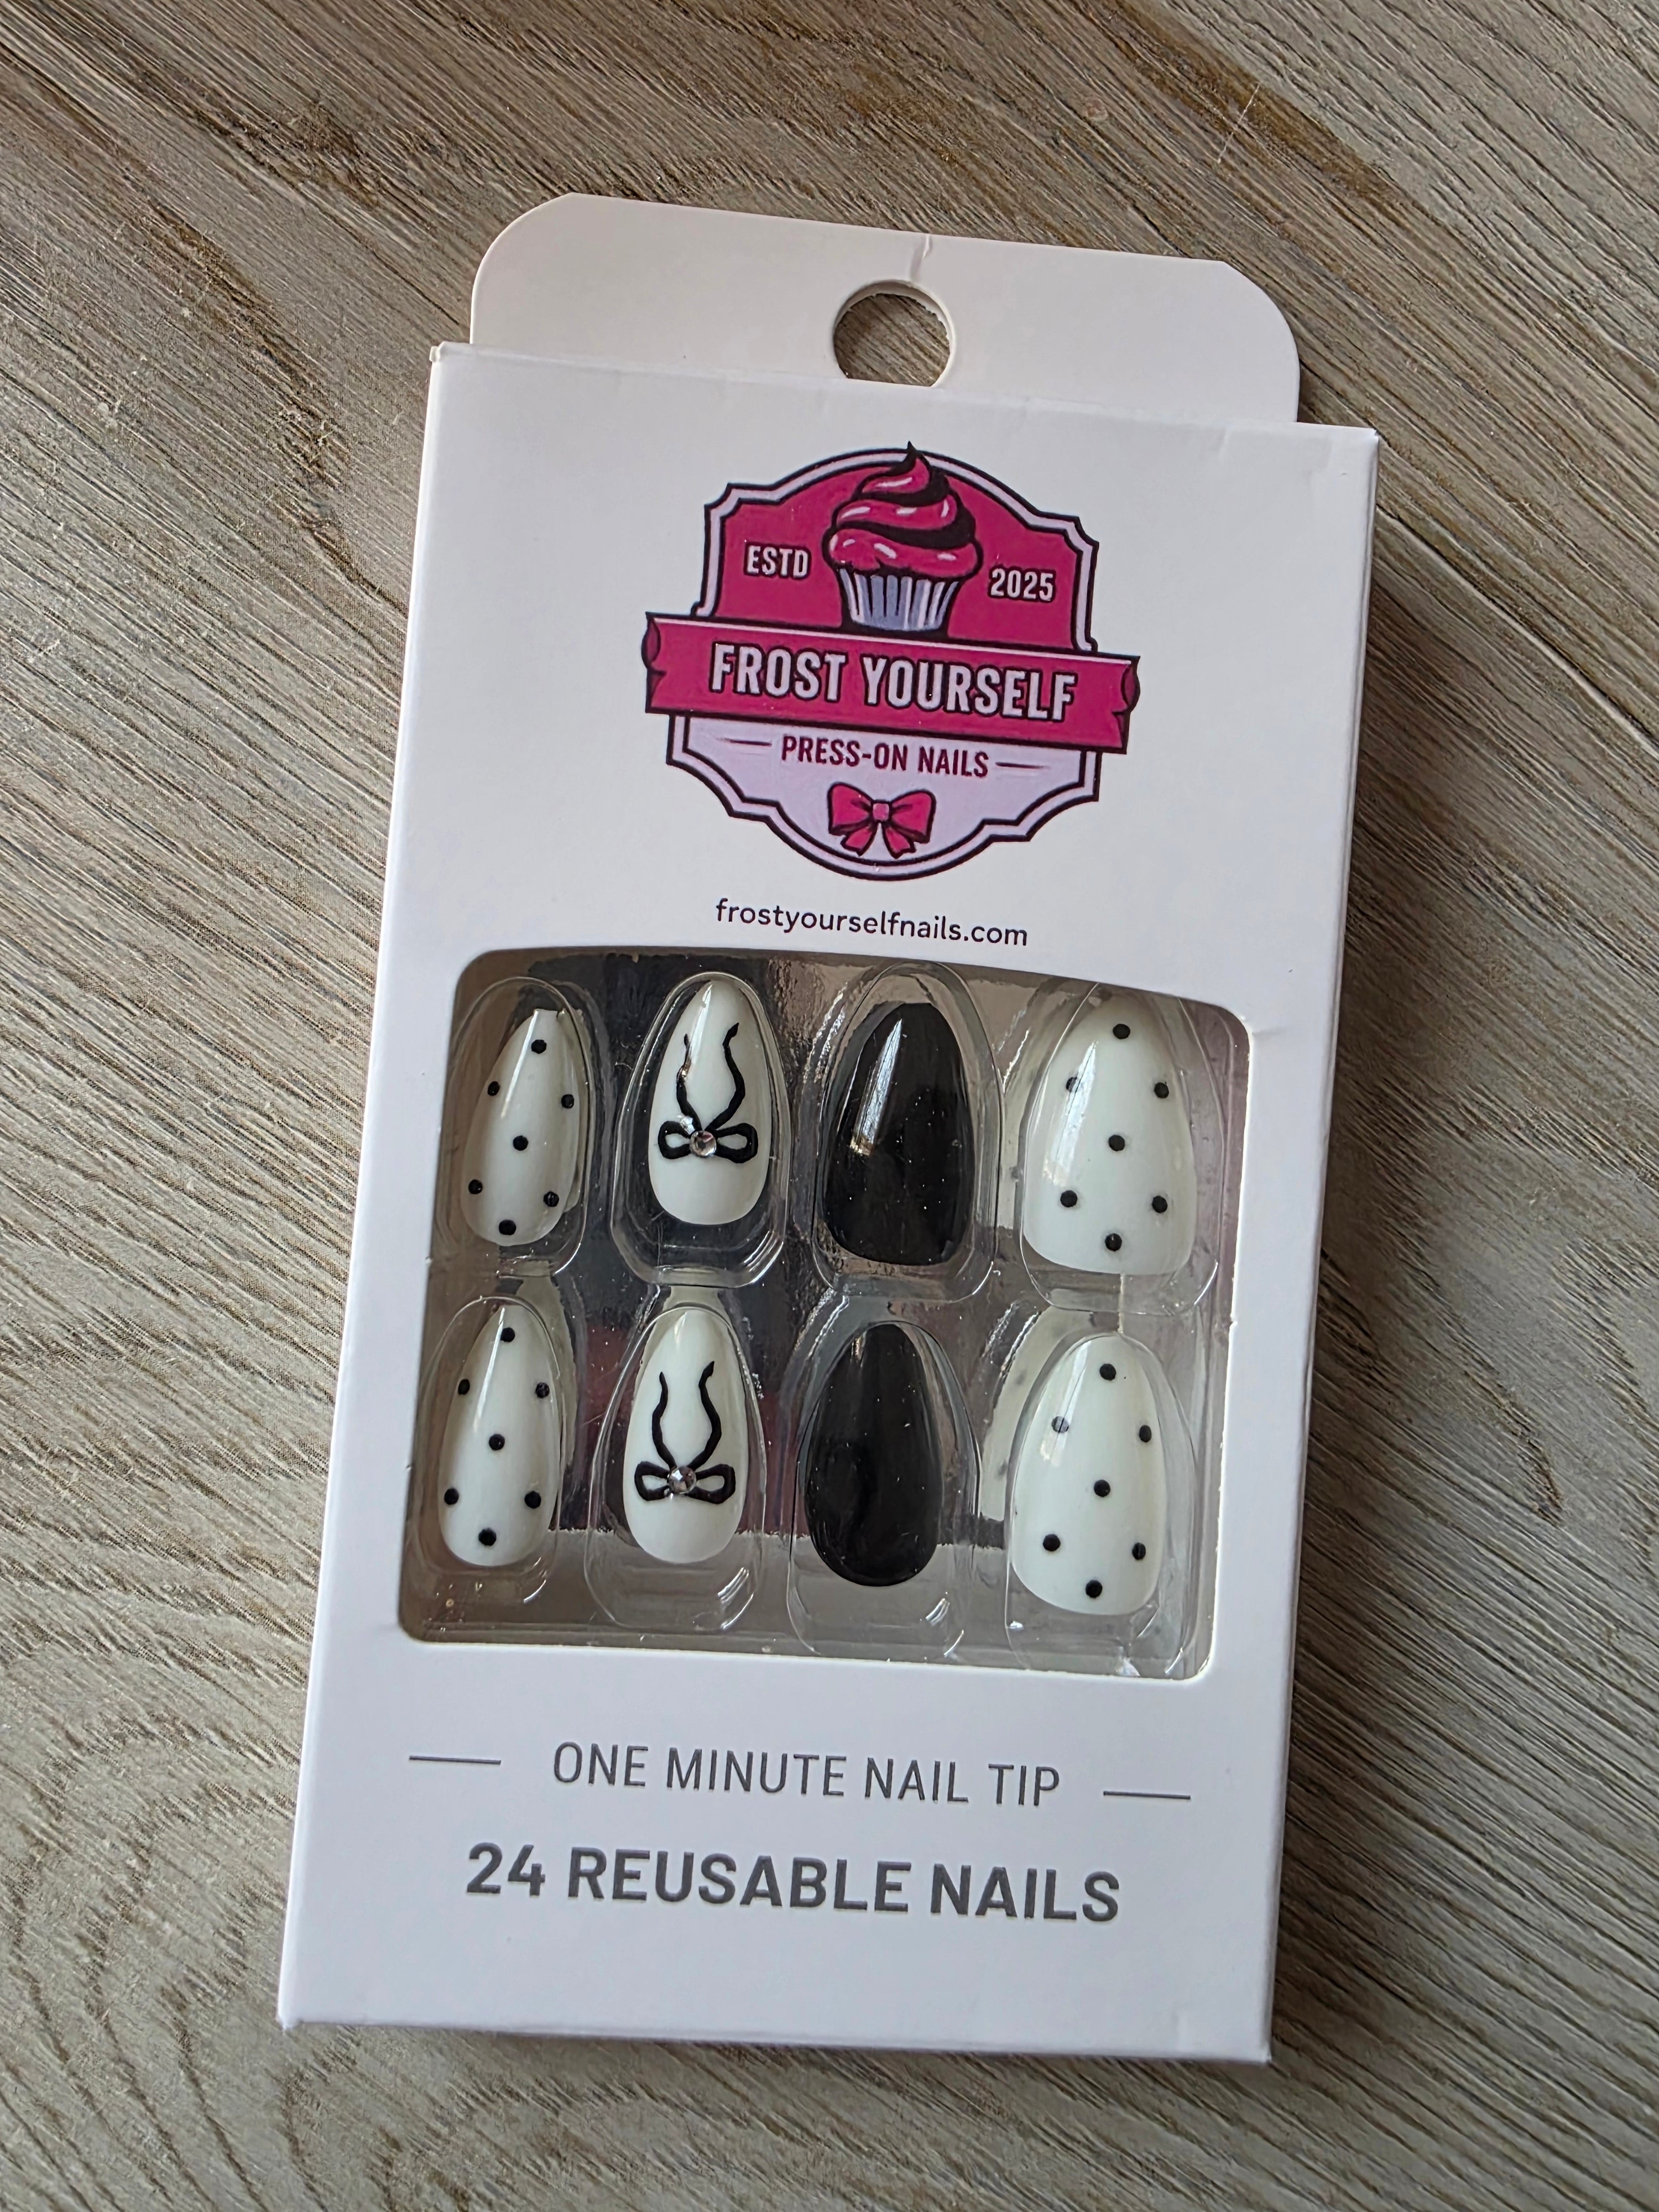 ESTD 2025
FROST YOURSELF
PRESS-ON NAILS
frostyourselfnails.com
ONE MINUTE NAIL TIP
24 REUSABLE NAILS